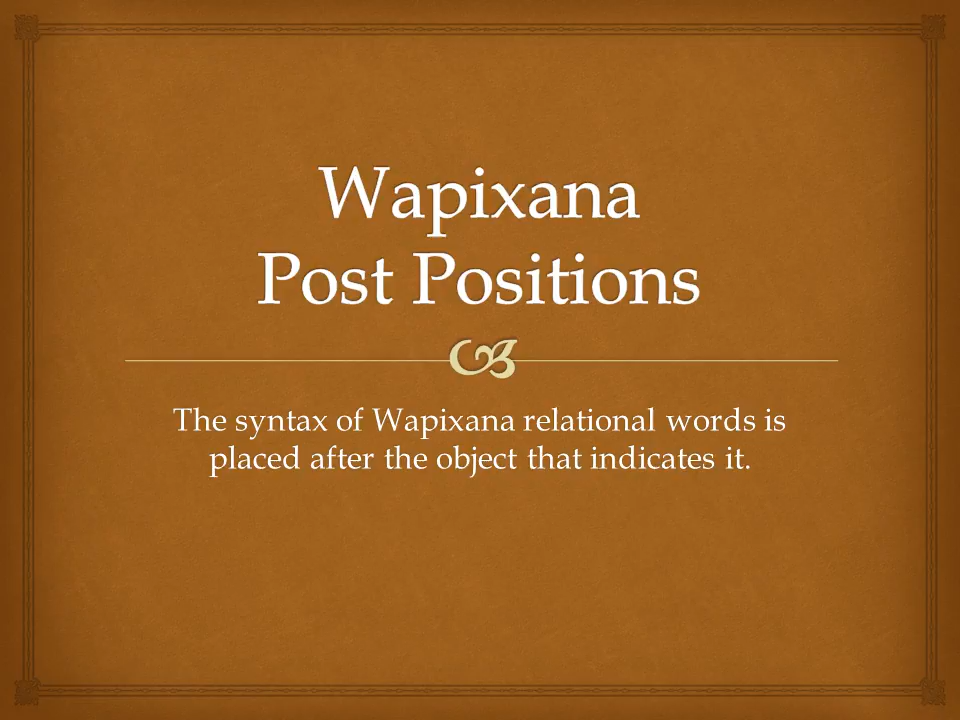 Wapixana
Post Positions
The syntax of Wapixana relational words is
placed after the object that indicates it.